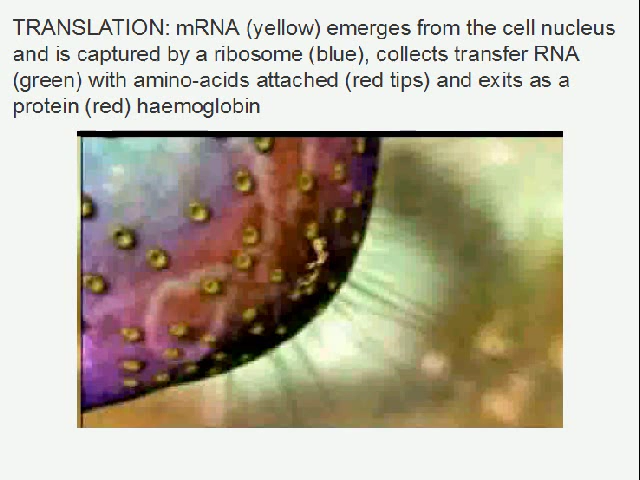 TRANSLATION: mRNA (yellow) emerges from the cell nucleus
and is captured by a ribosome (blue), collects transfer RNA
(green) with amino-acids attached (red tips) and exits as a
protein (red) haemoglobin